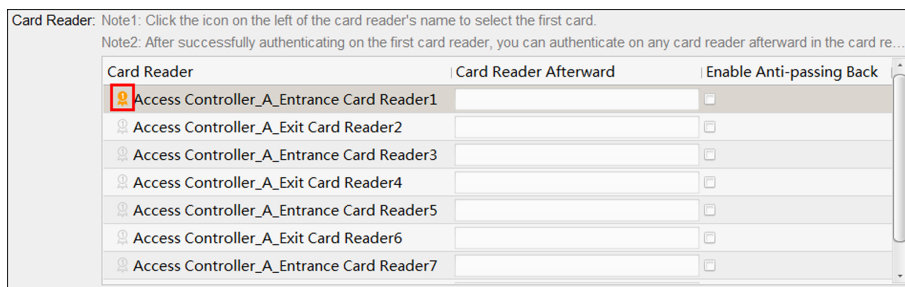 Card Reader: Note1: Click the icon on the left of the card reader's name to select the first card.
Note2: After successfully authenticating on the first card reader, you can authenticate on any card reader afterward in the card re...
Card Reader Card Reader Afterward Enable Anti-passing Back
Access Controller_A_Entrance Card Reader1
Access Controller_A_Exit Card Reader2
Access Controller_A_Entrance Card Reader3
Access Controller_A_Exit Card Reader4
Access Controller_A_Entrance Card Reader5
Access Controller_A_Exit Card Reader6
Access Controller_A_Entrance Card Reader7